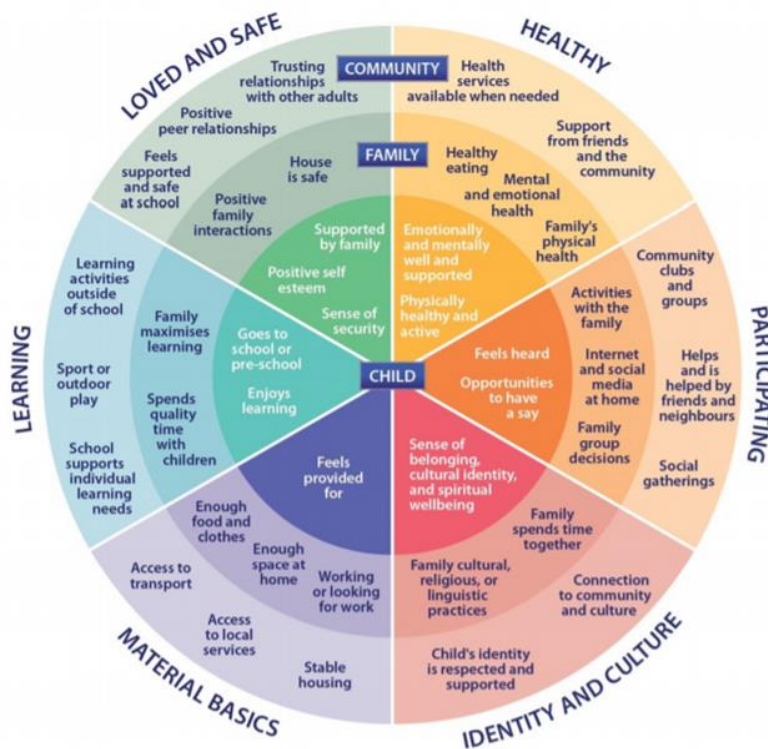 LOVED AND SAFE
HEALTHY
PARTICIPATING
IDENTITY AND CULTURE
MATERIAL BASICS
LEARNING
COMMUNITY
FAMILY
CHILD
Trusting
relationships
with other adults
Positive
peer relationships
Feels
supported
and safe
at school
House
is safe
Positive
family
interactions
Supported
by family
Positive self
esteem
Sense of
security
Health
services
available when needed
Support
from friends
and the
community
Healthy
eating
Mental
and emotional
health
Family's
physical
health
Emotionally
and mentally
well and
supported
Physically
healthy and
active
Community
clubs
and
groups
Helps
and is
helped by
friends and
neighbours
Social
gatherings
Activities
with the
family
Internet
and social
media
at home
Family
group
decisions
Feels heard
Opportunities
to have
a say
Sense of
belonging,
cultural identity,
and spiritual
wellbeing
Family
spends time
together
Family cultural,
religious, or
linguistic
practices
Connection
to community
and culture
Child's identity
is respected and
supported
Feels
provided
for
Enough
food and
clothes
Enough
space at
home
Working
or looking
for work
Access to
transport
Access
to local
services
Stable
housing
Goes to
school or
pre-school
Enjoys
learning
Family
maximises
learning
Spends
quality
time
with
children
Learning
activities
outside
of school
Sport or
outdoor
play
School
supports
individual
learning
needs